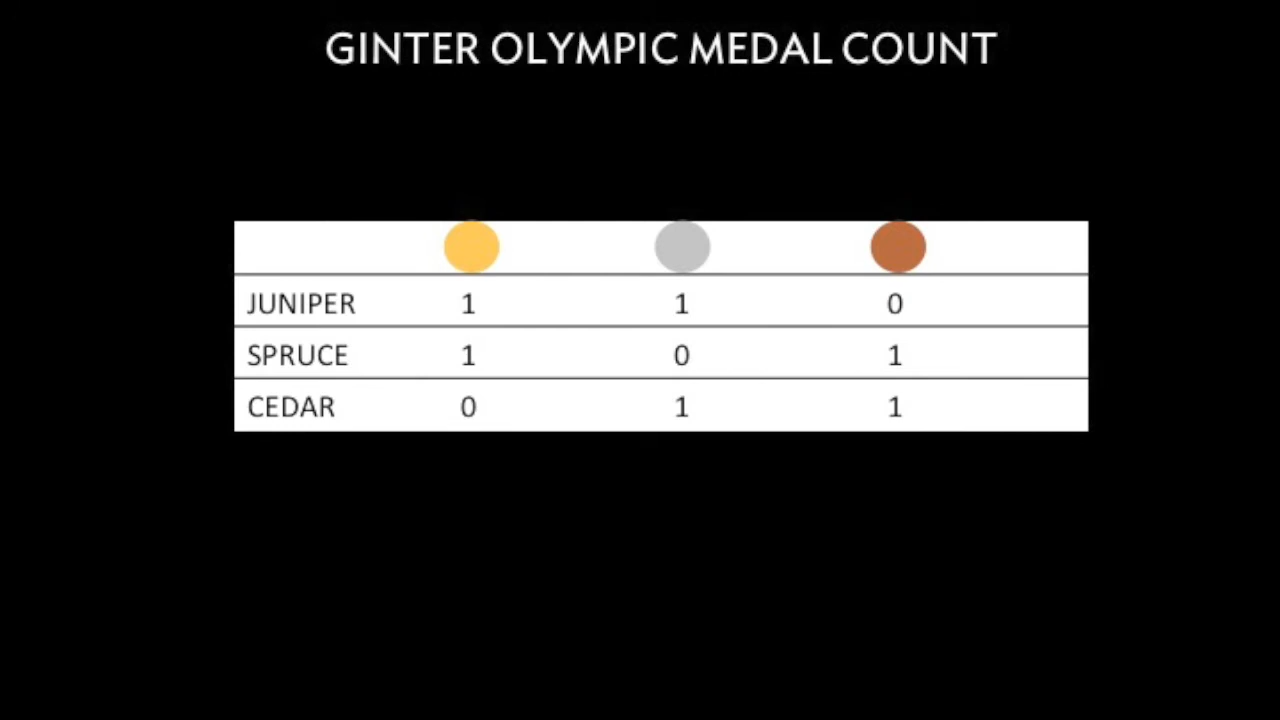 GINTER OLYMPIC MEDAL COUNT
JUNIPER 1 1 0
SPRUCE 1 0 1
CEDAR 0 1 1